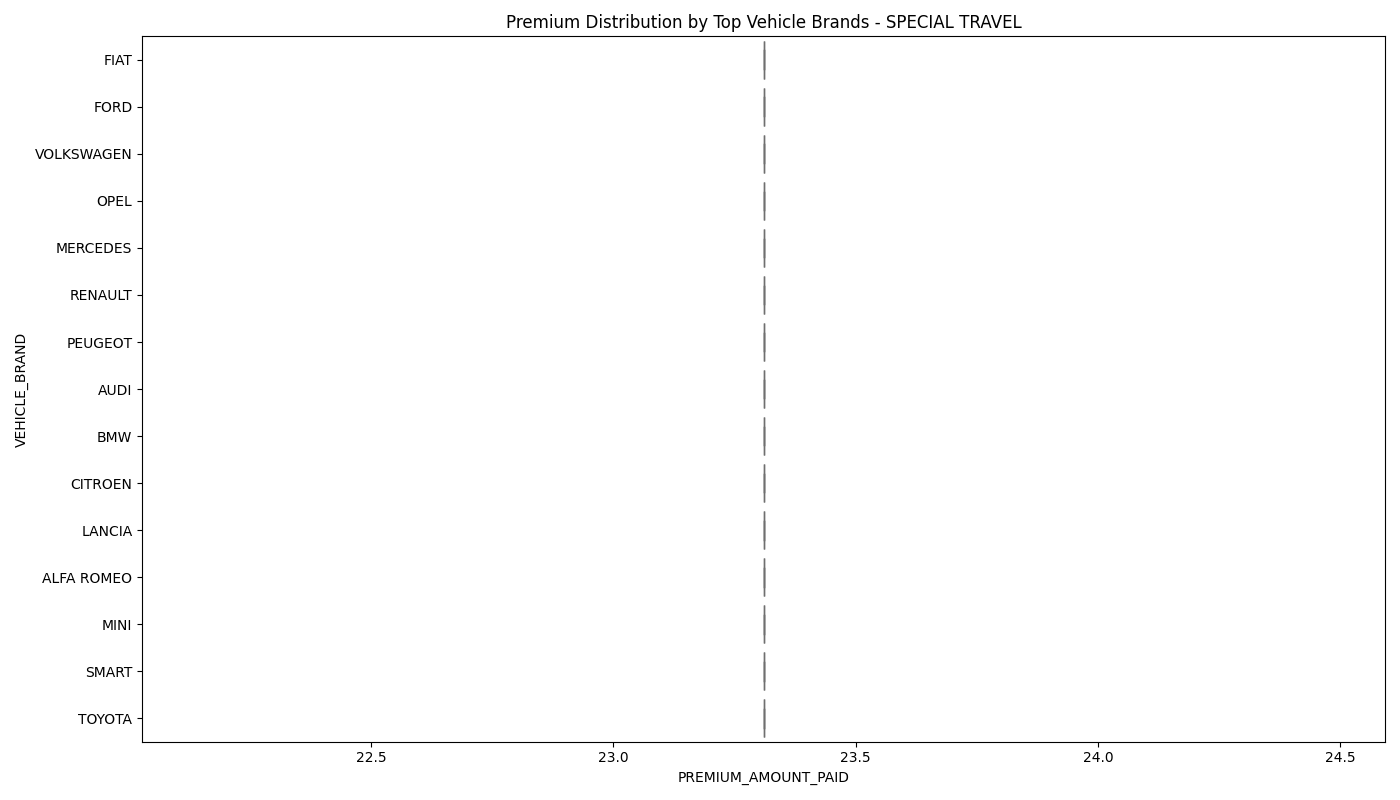 Premium Distribution by Top Vehicle Brands - SPECIAL TRAVEL
VEHICLE_BRAND
FIAT
FORD
VOLKSWAGEN
OPEL
MERCEDES
RENAULT
PEUGEOT
AUDI
BMW
CITROEN
LANCIA
ALFA ROMEO
MINI
SMART
TOYOTA
22.5 23.0 23.5 24.0 24.5
PREMIUM_AMOUNT_PAID